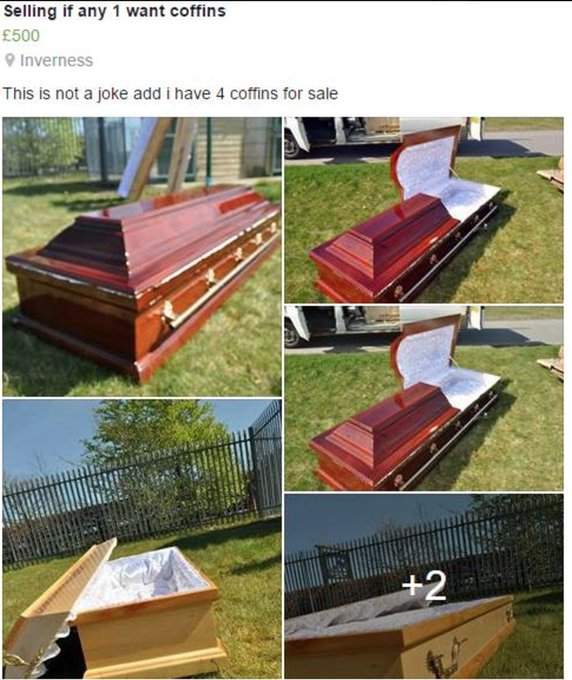 Selling if any 1 want coffins
£500
Inverness
This is not a joke add i have 4 coffins for sale
+2